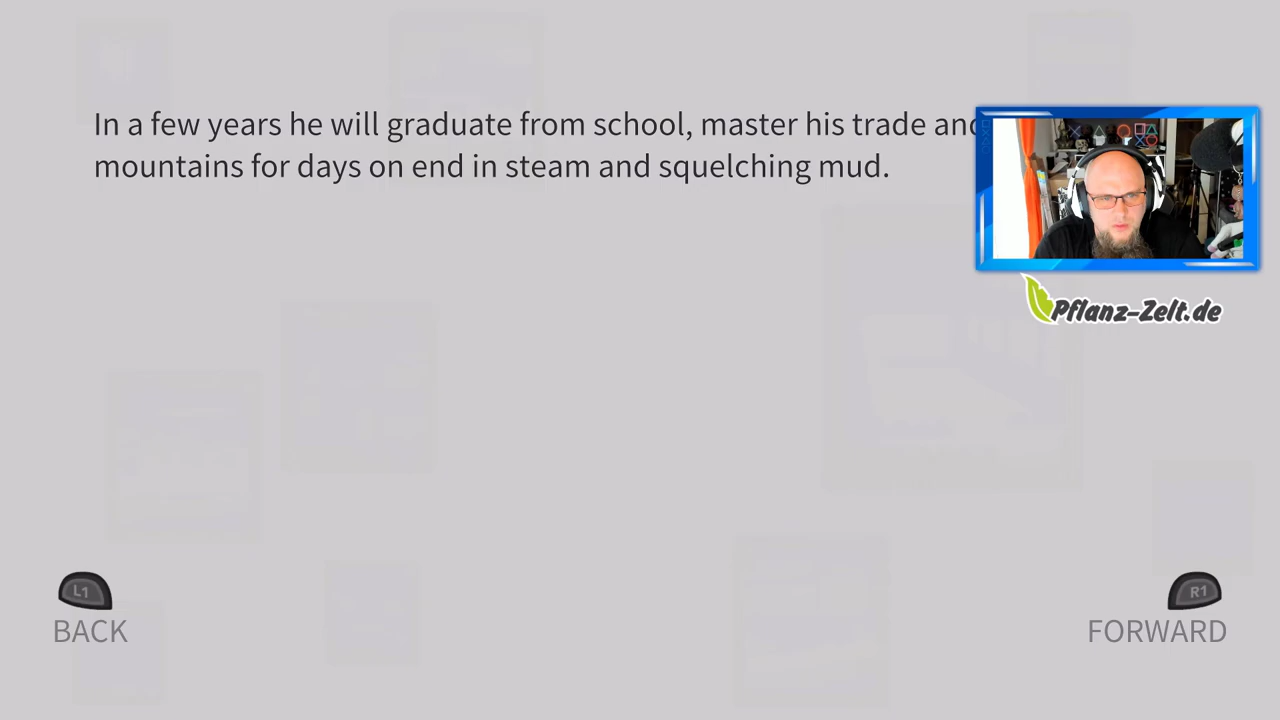 In a few years he will graduate from school, master his trade and
mountains for days on end in steam and squelching mud.
Pflanz-Zelt.de
L1
R1
BACK
FORWARD